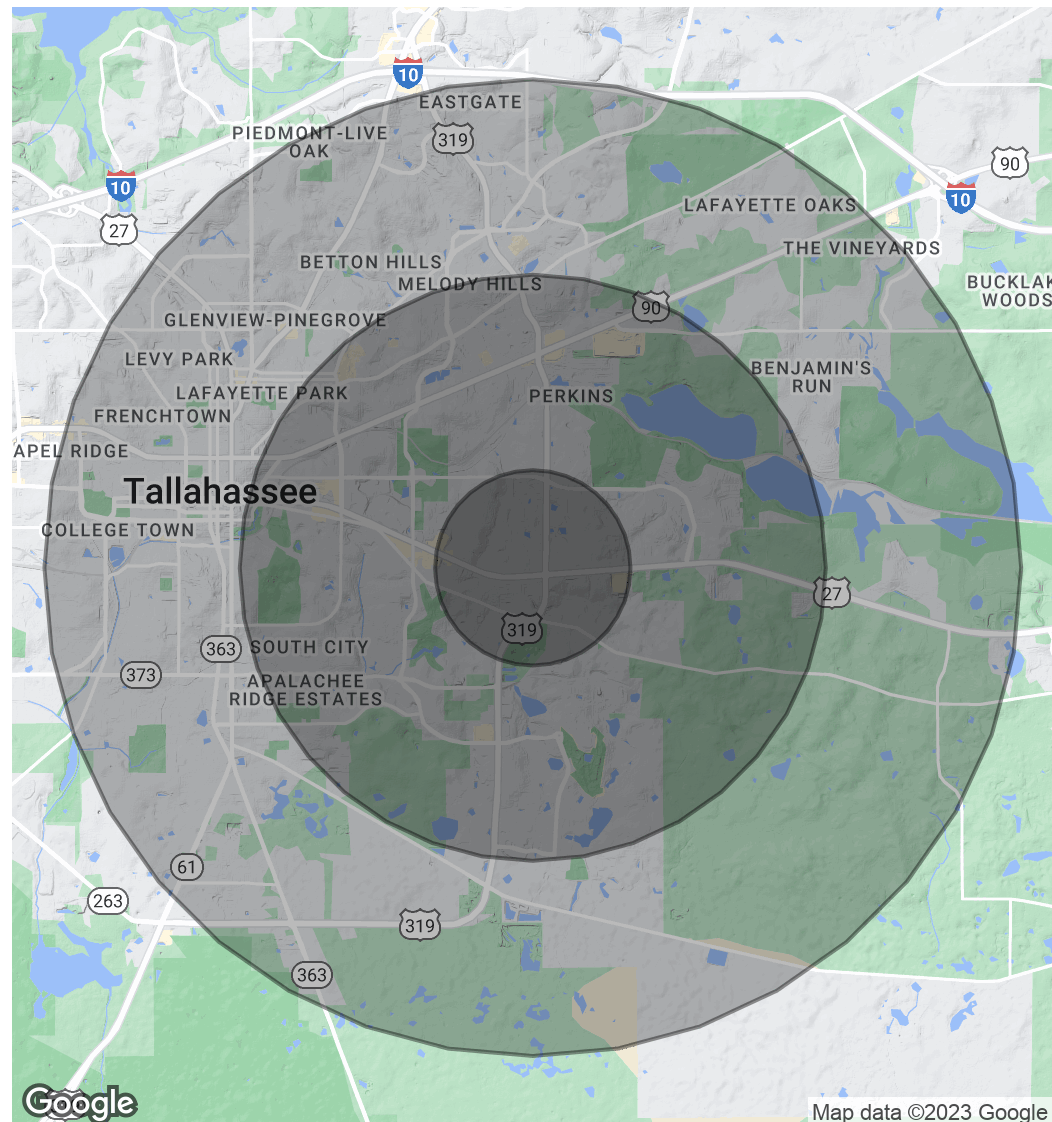 10
EASTGATE
PIEDMONT-LIVE
OAK
319
90
10
10
LAFAYETTE OAKS
27
THE VINEYARDS
BETTON HILLS
MELODY HILLS
BUCKLAK
WOODS
90
GLENVIEW-PINEGROVE
LEVY PARK
BENJAMIN'S
RUN
LAFAYETTE PARK
PERKINS
FRENCHTOWN
APEL RIDGE
Tallahassee
COLLEGE TOWN
27
319
363
SOUTH CITY
373
APALACHEE
RIDGE ESTATES
61
263
319
363
Google
Map data ©2023 Google